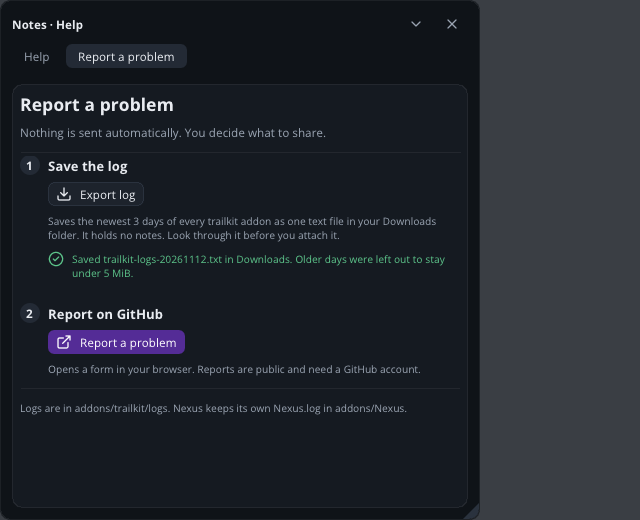 Notes · Help
Help
Report a problem
Report a problem
Nothing is sent automatically. You decide what to share.
1
Save the log
Export log
Saves the newest 3 days of every trailkit addon as one text file in your Downloads
folder. It holds no notes. Look through it before you attach it.
Saved trailkit-logs-20261112.txt in Downloads. Older days were left out to stay
under 5 MiB.
2
Report on GitHub
Report a problem
Opens a form in your browser. Reports are public and need a GitHub account.
Logs are in addons/trailkit/logs. Nexus keeps its own Nexus.log in addons/Nexus.